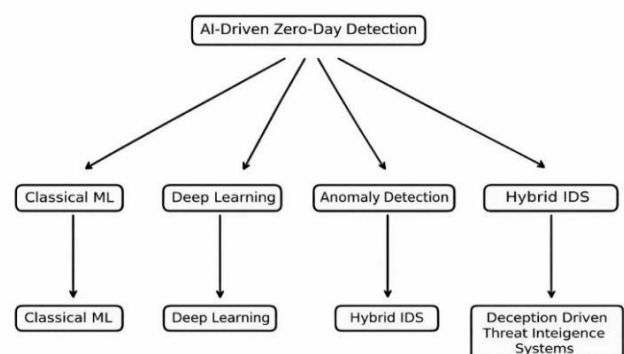 AI-Driven Zero-Day Detection
Classical ML
Deep Learning
Anomaly Detection
Hybrid IDS
Classical ML
Deep Learning
Hybrid IDS
Deception Driven
Threat Inteigence
Systems